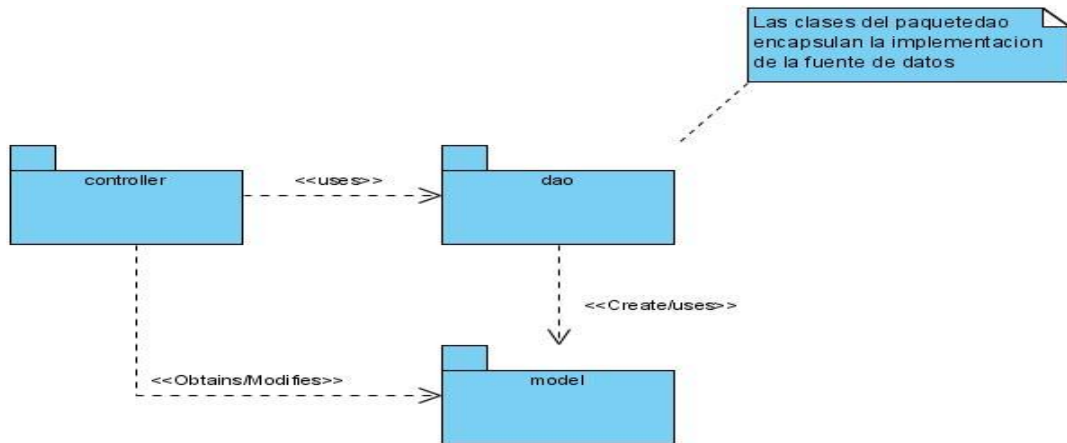 Las clases del paquetedao
encapsulan la implementacion
de la fuente de datos
controller
<<uses>>
dao
<<Create/uses>>
<<Obtains/Modifies>>
model